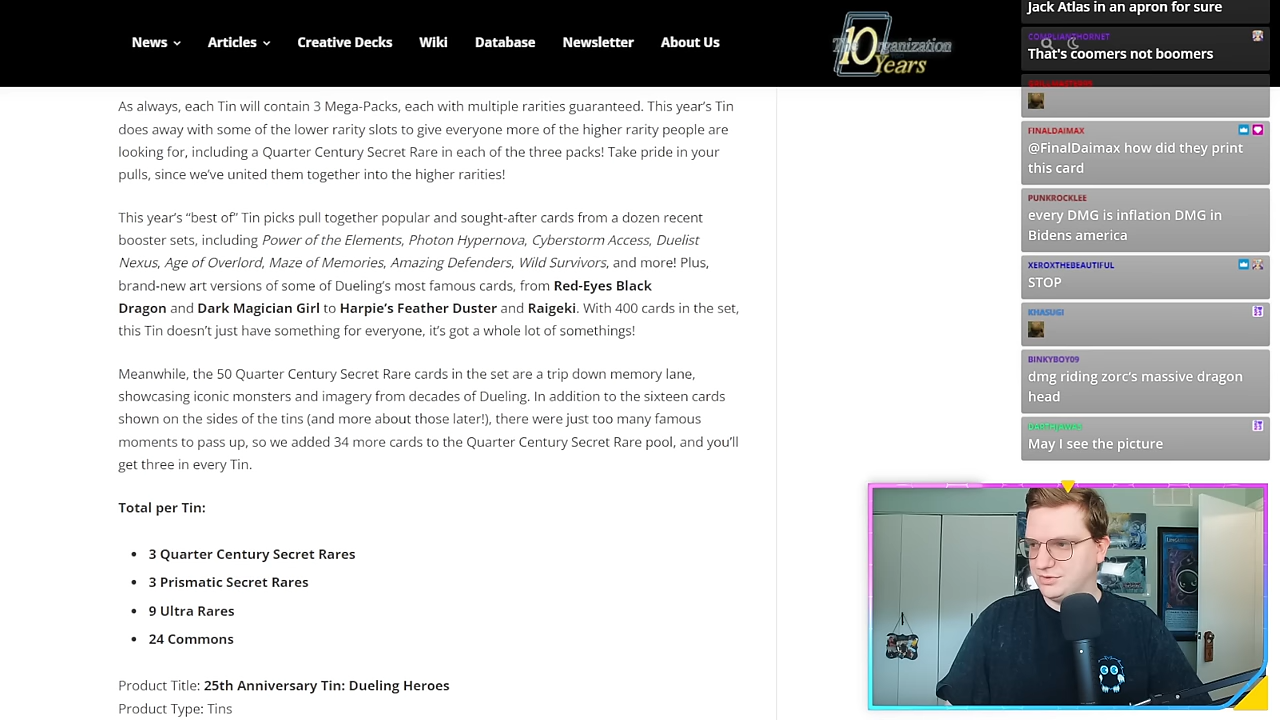 News
Articles
Creative Decks
Wiki
Database
Newsletter
About Us
The 10 Organization
Years
As always, each Tin will contain 3 Mega-Packs, each with multiple rarities guaranteed. This year's Tin
does away with some of the lower rarity slots to give everyone more of the higher rarity people are
looking for, including a Quarter Century Secret Rare in each of the three packs! Take pride in your
pulls, since we've united them together into the higher rarities!
This year's “best of” Tin picks pull together popular and sought-after cards from a dozen recent
booster sets, including Power of the Elements, Photon Hypernova, Cyberstorm Access, Duelist
Nexus, Age of Overlord, Maze of Memories, Amazing Defenders, Wild Survivors, and more! Plus,
brand-new art versions of some of Dueling's most famous cards, from Red-Eyes Black
Dragon and Dark Magician Girl to Harpie's Feather Duster and Raigeki. With 400 cards in the set,
this Tin doesn't just have something for everyone, it's got a whole lot of somethings!
Meanwhile, the 50 Quarter Century Secret Rare cards in the set are a trip down memory lane,
showcasing iconic monsters and imagery from decades of Dueling. In addition to the sixteen cards
shown on the sides of the tins (and more about those later!), there were just too many famous
moments to pass up, so we added 34 more cards to the Quarter Century Secret Rare pool, and you'll
get three in every Tin.
Total per Tin:
• 3 Quarter Century Secret Rares
• 3 Prismatic Secret Rares
• 9 Ultra Rares
• 24 Commons
Product Title: 25th Anniversary Tin: Dueling Heroes
Product Type: Tins
Jack Atlas in an apron for sure
COMPLIANTHORNET
That's coomers not boomers
FINALDAIMAX
@FinalDaimax how did they print
this card
PUNKROCKLEE
every DMG is inflation DMG in
Bidens america
XEROXTHEBEAUTIFUL
STOP
KHASUGI
BINKYBOY09
dmg riding zorc's massive dragon
head
DARTHJAWA5
May I see the picture